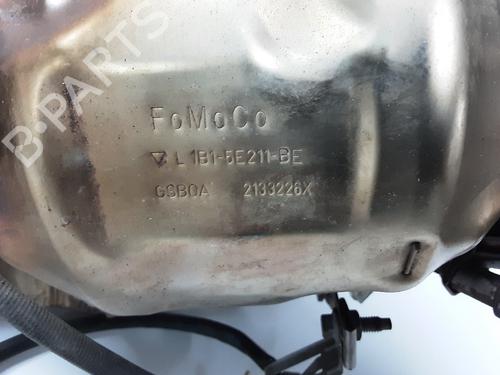 FoMoCo
L1B1-5E211-BE
GSB0A 2133226X
B-PARTS